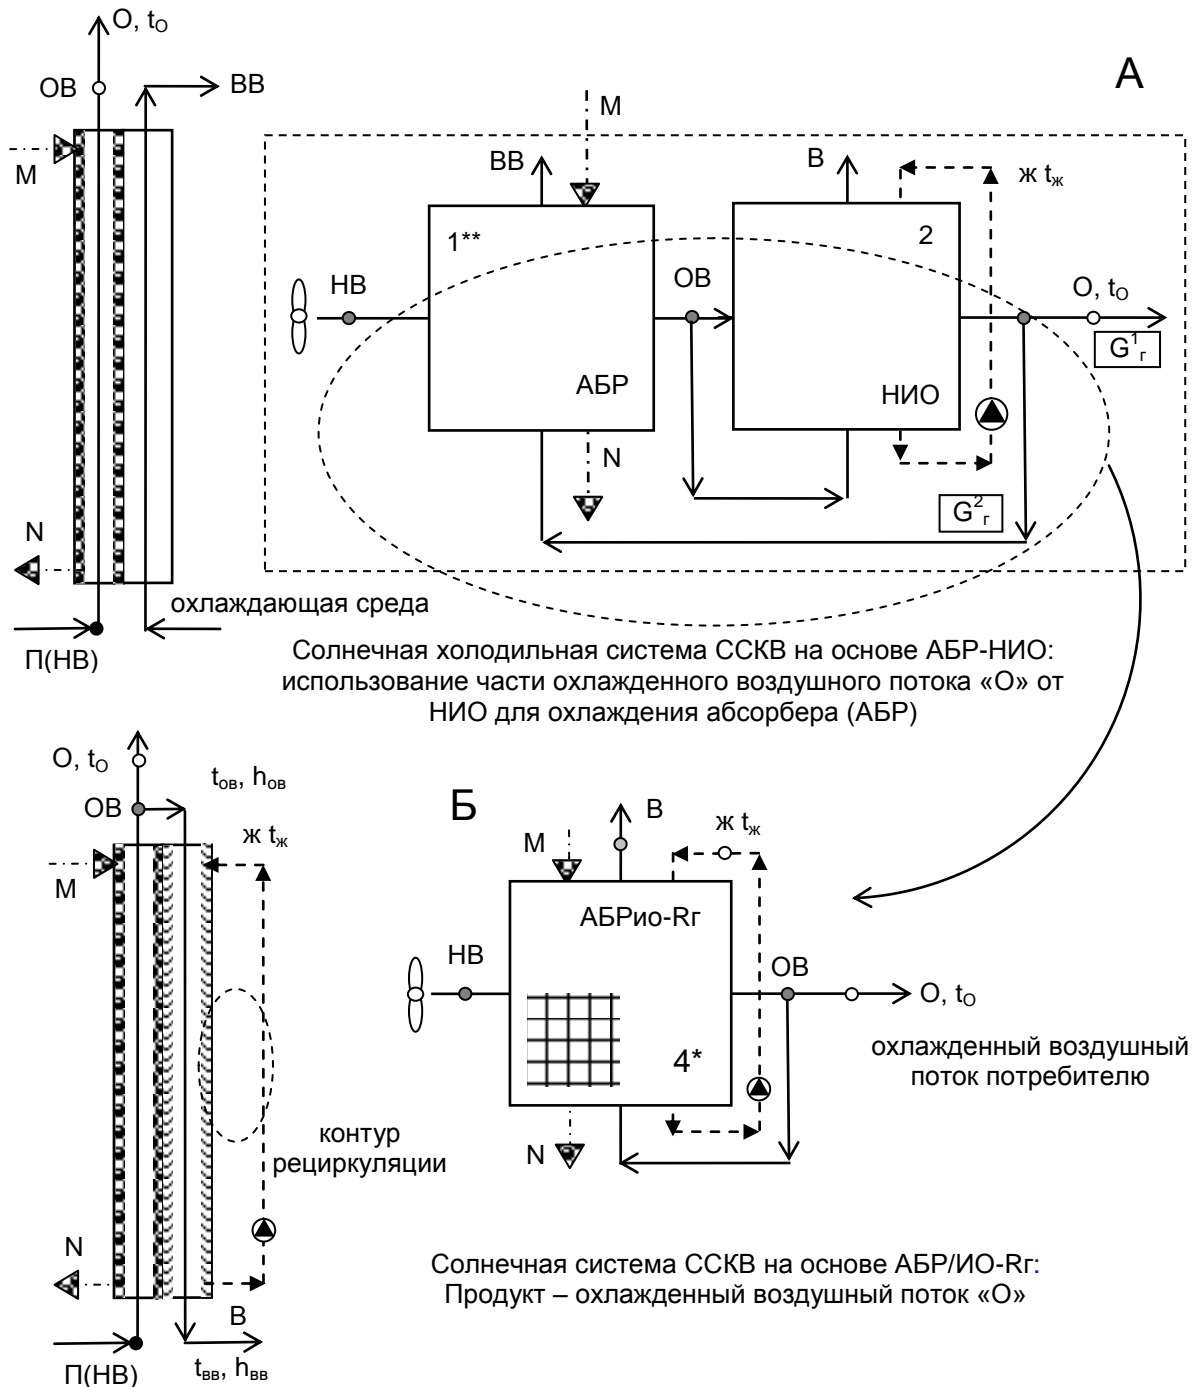 О, tО
ОВ
ВВ
М
N
охлаждающая среда
П(НВ)
А
М
ВВ
В
ж tж
1**
2
НВ
ОВ
О, tО
G1г
АБР
НИО
N
G2г
Солнечная холодильная система ССКВ на основе АБР-НИО:
использование части охлажденного воздушного потока «О» от
НИО для охлаждения абсорбера (АБР)
О, tО
tов, hов
ОВ
ж tж
М
контур
рециркуляции
N
В
П(НВ)
tвв, hвв
Б
В
М
ж tж
АБРио-Rг
НВ
ОВ
О, tО
4*
охлажденный воздушный
поток потребителю
N
Солнечная система ССКВ на основе АБР/ИО-Rг:
Продукт – охлажденный воздушный поток «О»